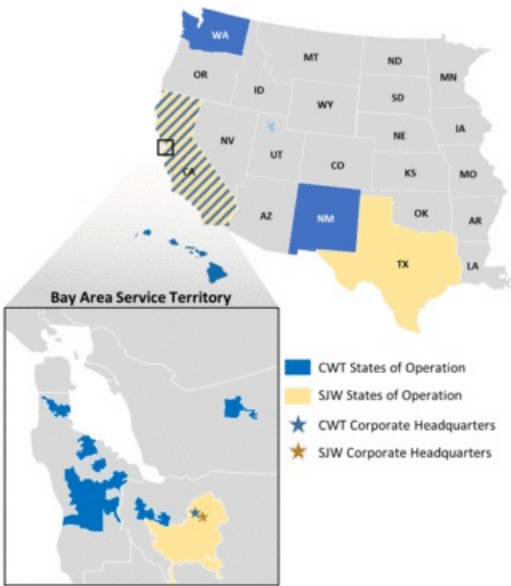 WA
MT
ND
MN
OR
ID
SD
WY
IA
NE
NV
UT
CO
KS
MO
CA
AZ
NM
OK
AR
TX
LA
Bay Area Service Territory
CWT States of Operation
SJW States of Operation
CWT Corporate Headquarters
SJW Corporate Headquarters